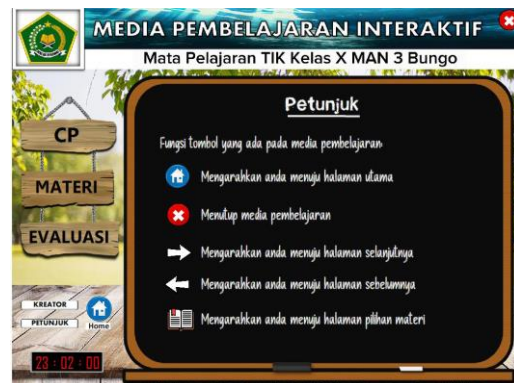 MEDIA PEMBELAJARAN INTERAKTIF
Mata Pelajaran TIK Kelas X MAN 3 Bungo
CP
MATERI
EVALUASI
KREATOR
PETUNJUK
Home
23 : 02 : 00
Petunjuk
Fungsi tombol yang ada pada media pembelajaran:
Mengarahkan anda menuju halaman utama
Menutup media pembelajaran
Mengarahkan anda menuju halaman selanjutnya
Mengarahkan anda menuju halaman sebelumnya
Mengarahkan anda menuju halaman pilihan materi